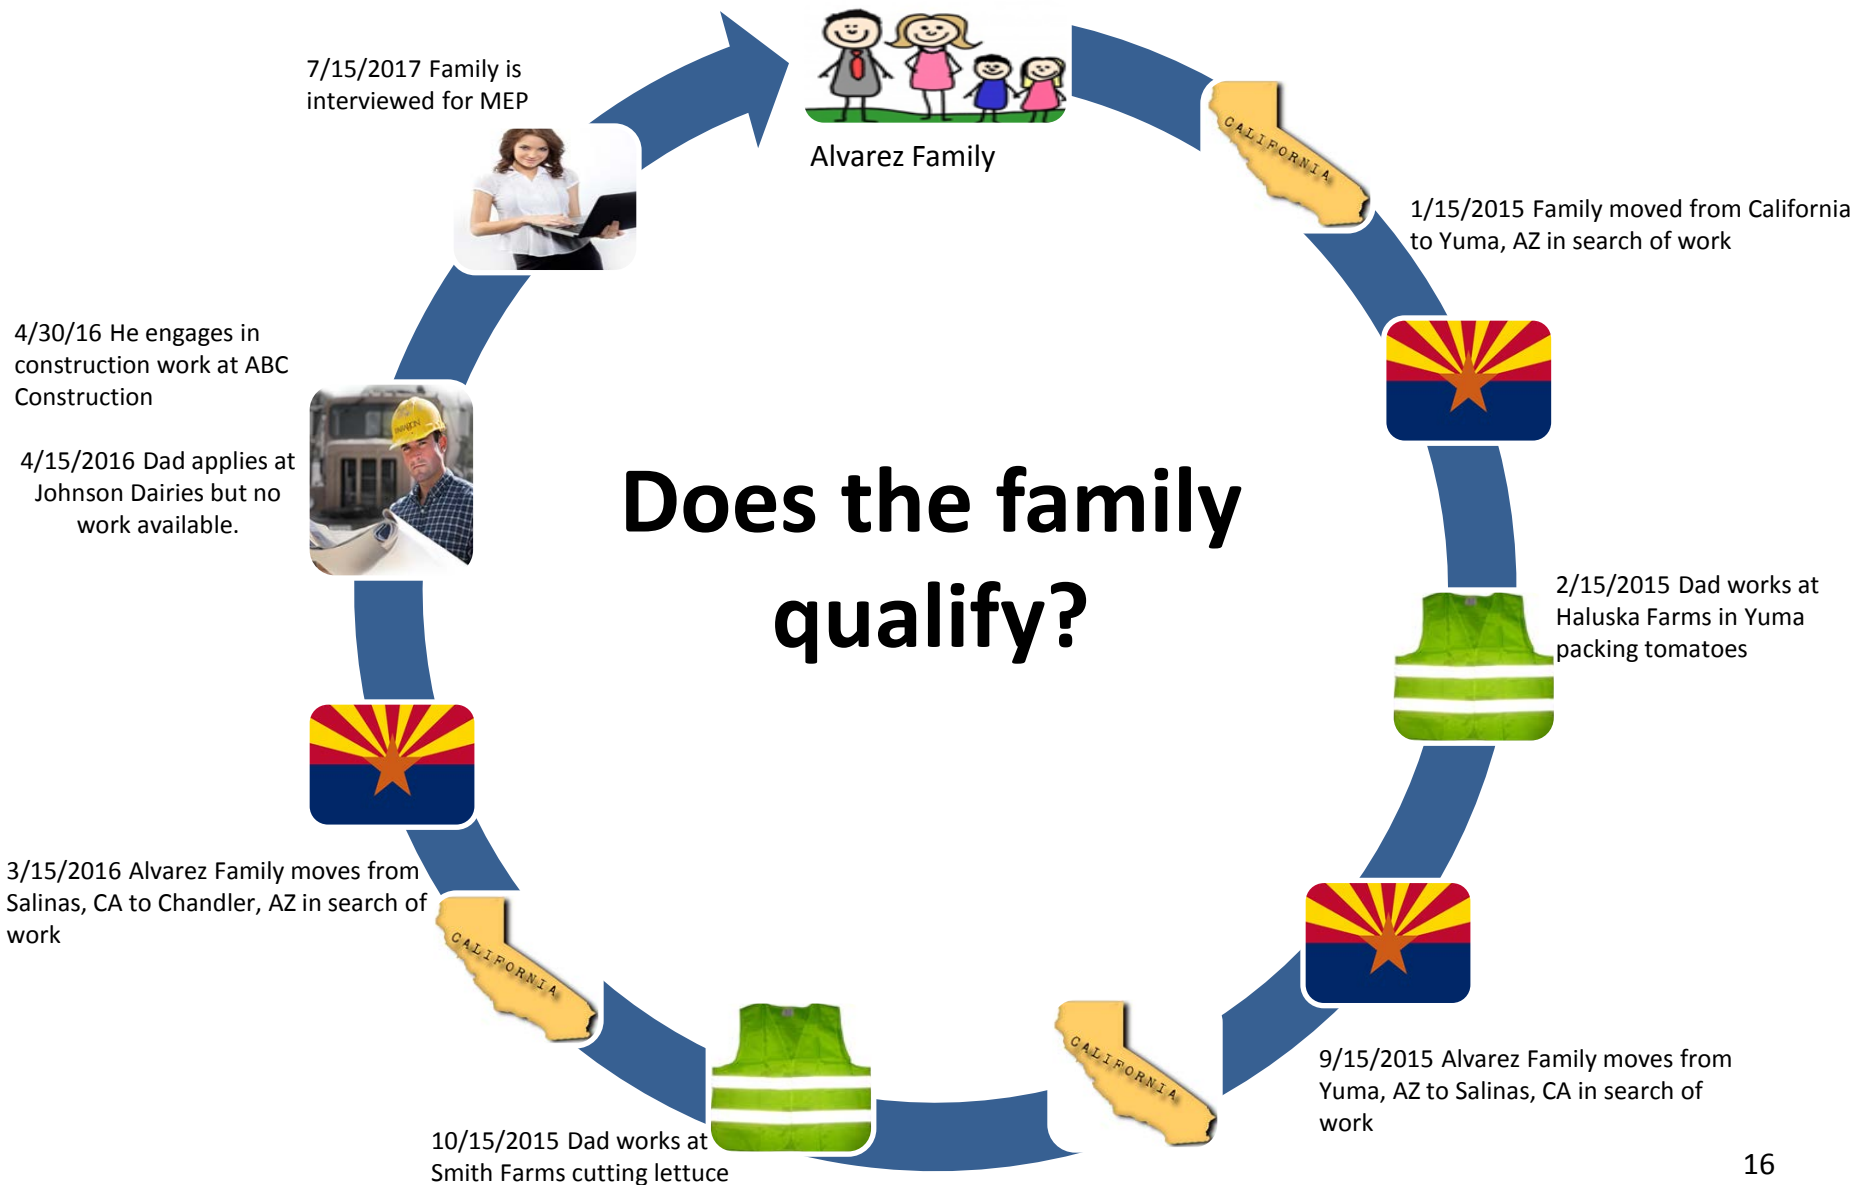 7/15/2017 Family is
interviewed for MEP
Alvarez Family
CALIFORNIA
1/15/2015 Family moved from California
to Yuma, AZ in search of work
2/15/2015 Dad works at
Haluska Farms in Yuma
packing tomatoes
9/15/2015 Alvarez Family moves from
Yuma, AZ to Salinas, CA in search of
work
CALIFORNIA
10/15/2015 Dad works at
Smith Farms cutting lettuce
CALIFORNIA
3/15/2016 Alvarez Family moves from
Salinas, CA to Chandler, AZ in search of
work
4/30/16 He engages in
construction work at ABC
Construction
4/15/2016 Dad applies at
Johnson Dairies but no
work available.
Does the family
qualify?
16